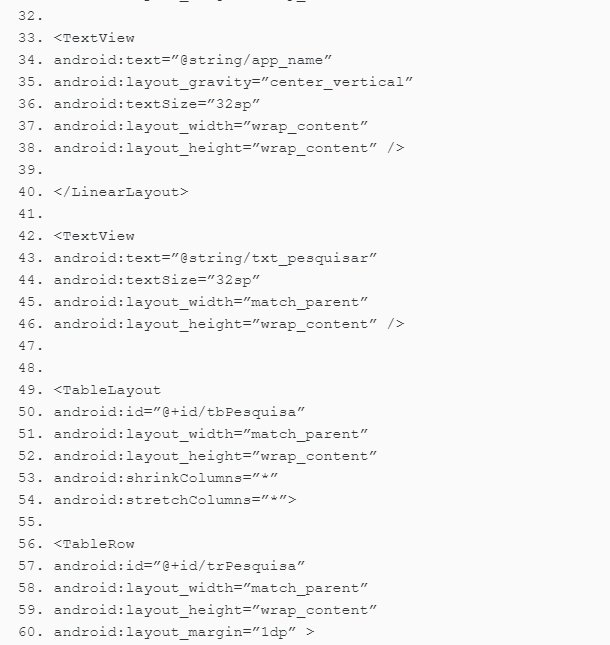 32.
33. <TextView
34. android:text=”@string/app_name”
35. android:layout_gravity=”center_vertical”
36. android:textSize=”32sp”
37. android:layout_width=”wrap_content”
38. android:layout_height=”wrap_content” />
39.
40. </LinearLayout>
41.
42. <TextView
43. android:text=”@string/txt_pesquisar”
44. android:textSize=”32sp”
45. android:layout_width=”match_parent”
46. android:layout_height=”wrap_content” />
47.
48.
49. <TableLayout
50. android:id=”@+id/tbPesquisa”
51. android:layout_width=”match_parent”
52. android:layout_height=”wrap_content”
53. android:shrinkColumns=”*”
54. android:stretchColumns=”*”>
55.
56. <TableRow
57. android:id=”@+id/trPesquisa”
58. android:layout_width=”match_parent”
59. android:layout_height=”wrap_content”
60. android:layout_margin=”1dp” >